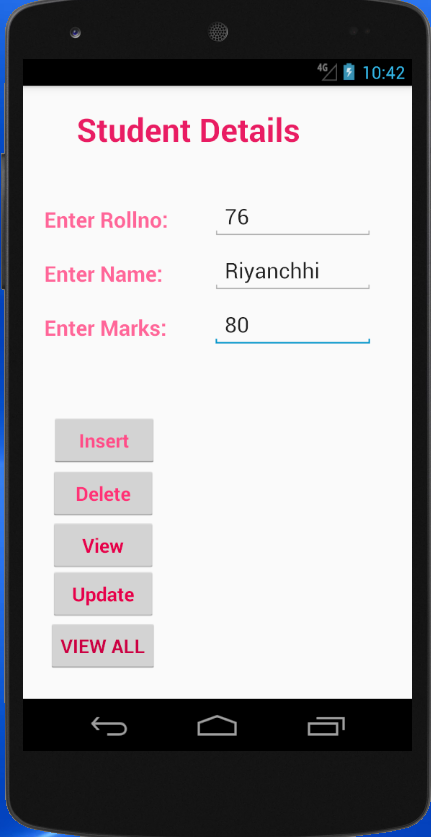 4G 10:42
Student Details
Enter Rollno: 76
Enter Name: Riyanchhi
Enter Marks: 80
Insert
Delete
View
Update
VIEW ALL